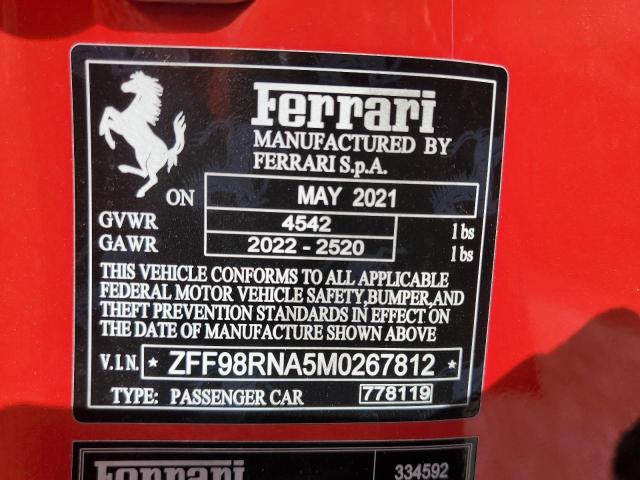 Ferrari
MANUFACTURED BY
FERRARI S.p.A.
ON MAY 2021
GVWR 4542 lbs
GAWR 2022 - 2520 lbs
THIS VEHICLE CONFORMS TO ALL APPLICABLE
FEDERAL MOTOR VEHICLE SAFETY,BUMPER,AND
THEFT PREVENTION STANDARDS IN EFFECT ON
THE DATE OF MANUFACTURE SHOWN ABOVE
V.I.N. * ZFF98RNA5M0267812 *
TYPE: PASSENGER CAR 778119
Ferrari 334592